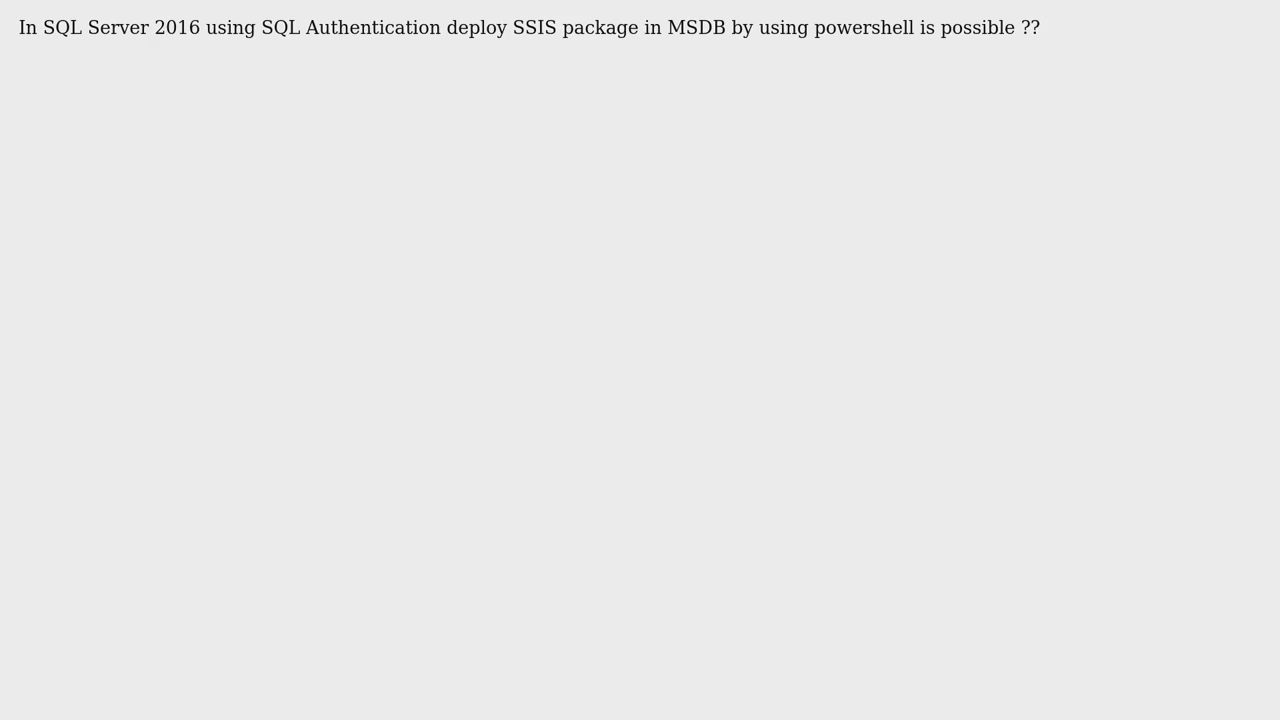 In SQL Server 2016 using SQL Authentication deploy SSIS package in MSDB by using powershell is possible ??